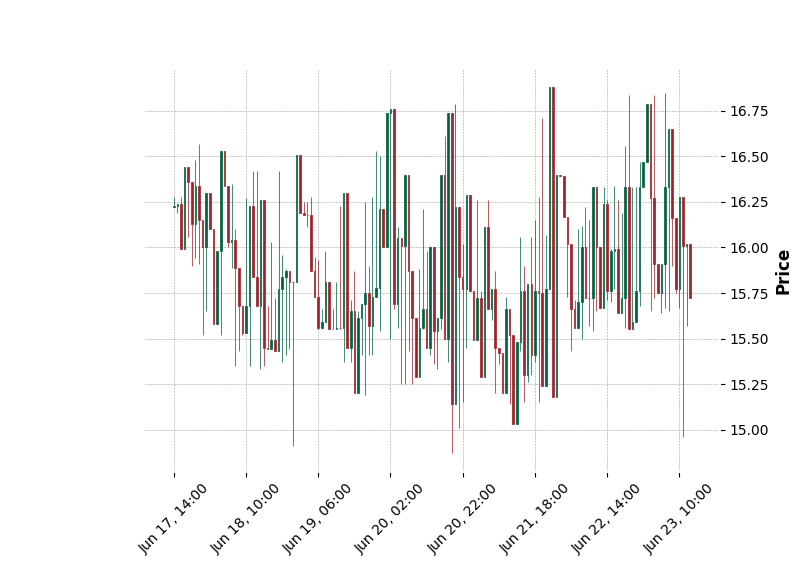 16.75
16.50
16.25
16.00
15.75
15.50
15.25
15.00
Price
Jun 17, 14:00
Jun 18, 10:00
Jun 19, 06:00
Jun 20, 02:00
Jun 20, 22:00
Jun 21, 18:00
Jun 22, 14:00
Jun 23, 10:00